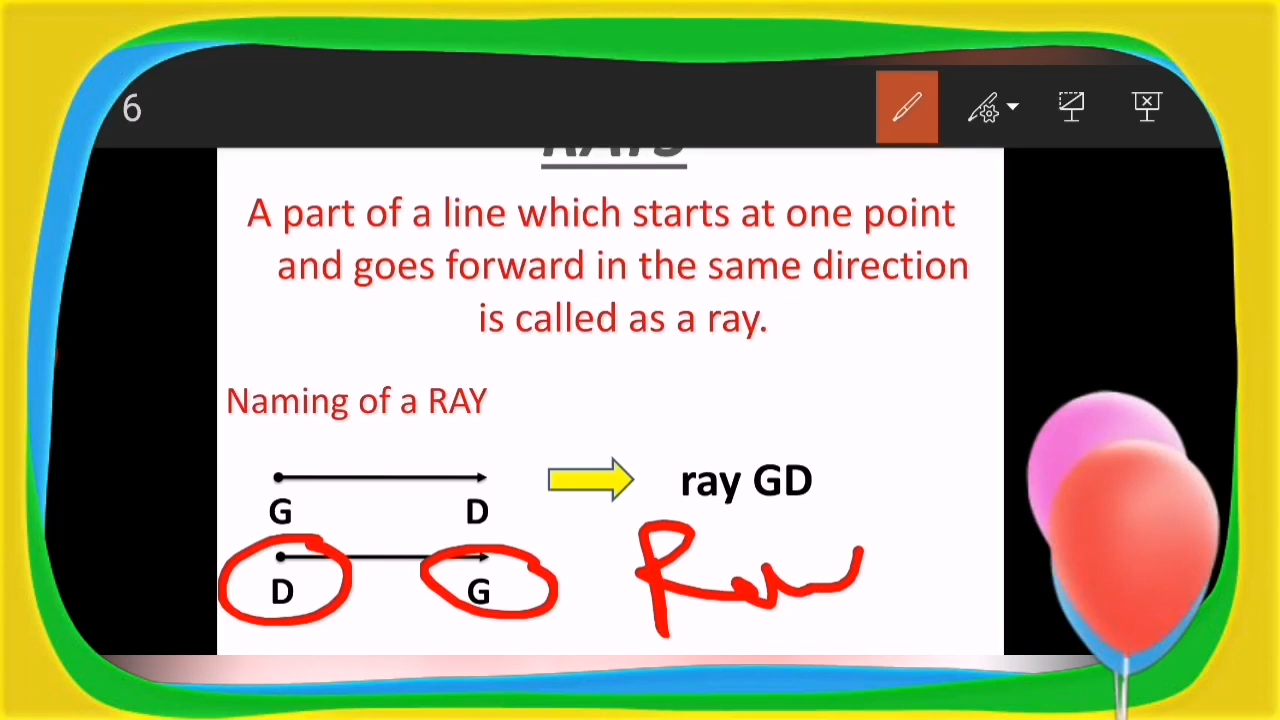 6
RAYS
A part of a line which starts at one point
and goes forward in the same direction
is called as a ray.
Naming of a RAY
G D ray GD
D G